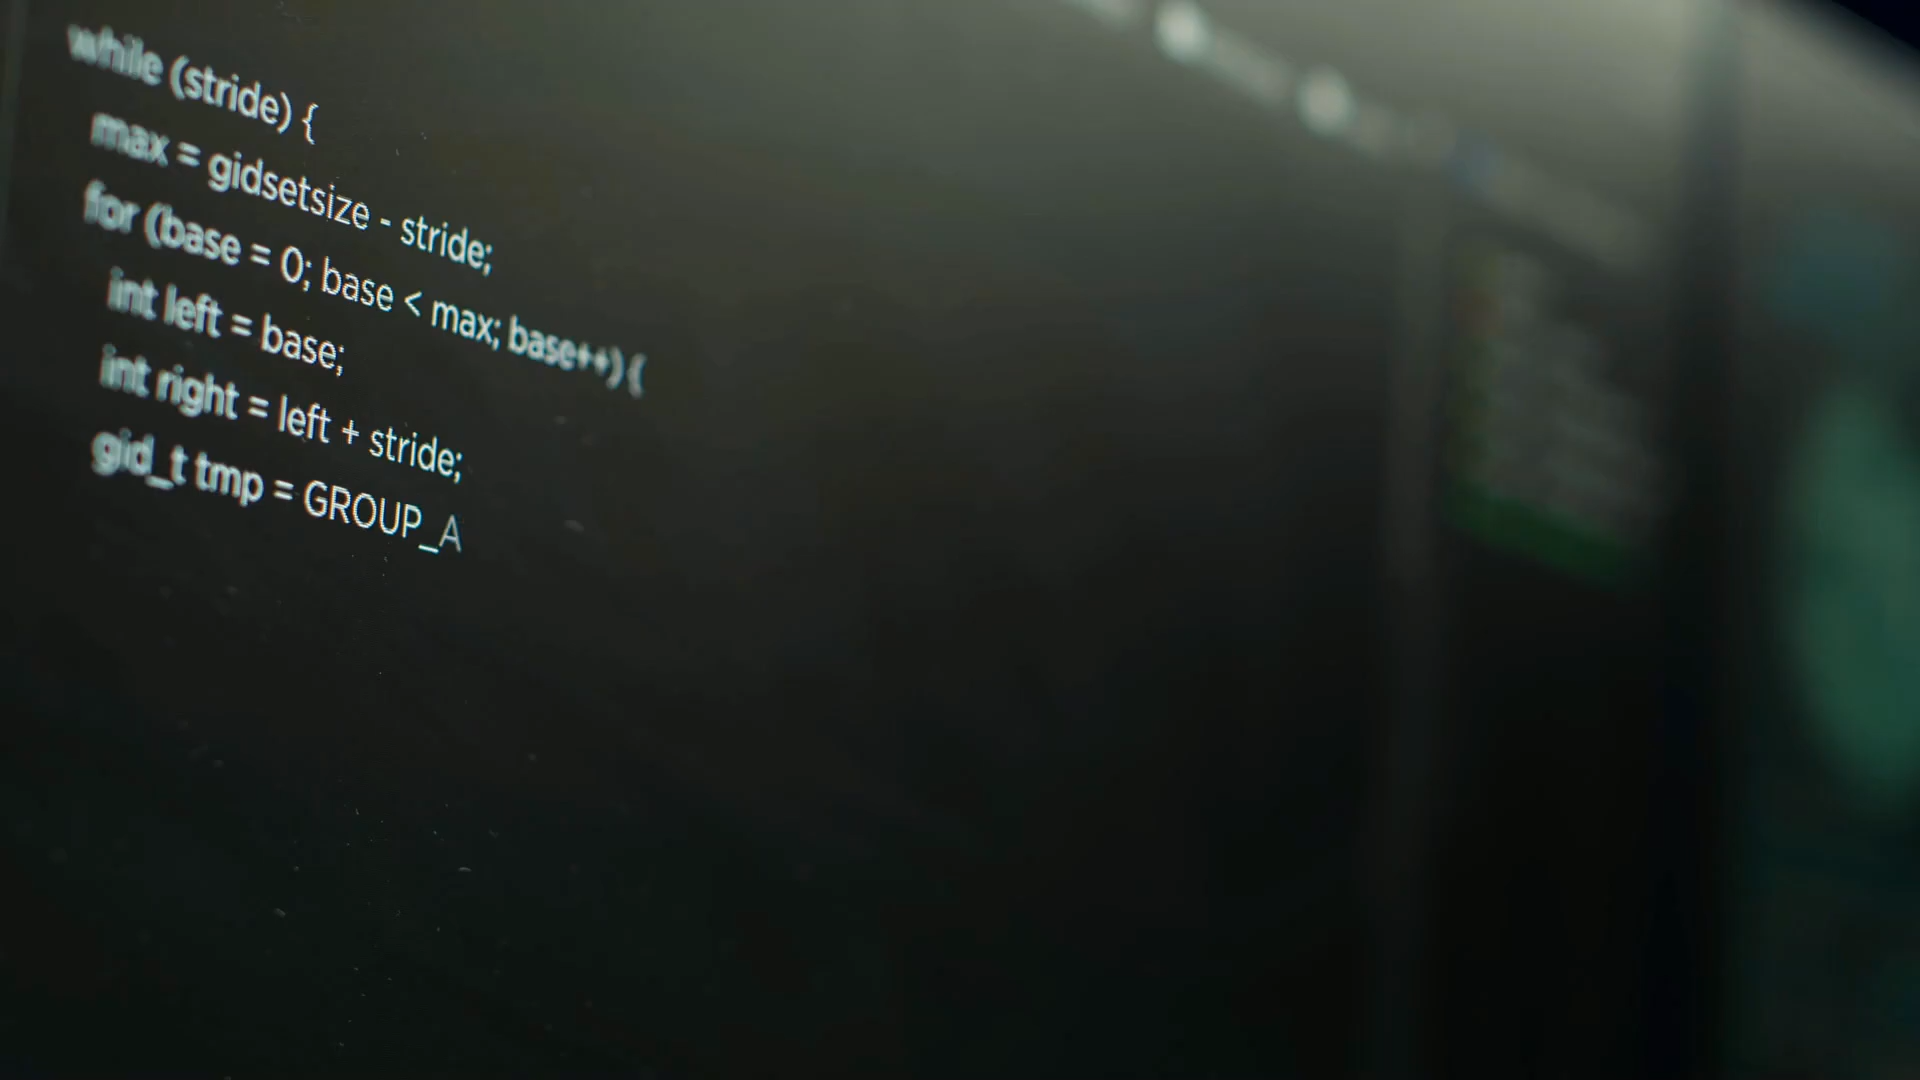 while (stride) {
max = gidsetsize - stride;
for (base = 0; base < max; base++) {
int left = base;
int right = left + stride;
gid_t tmp = GROUP_A